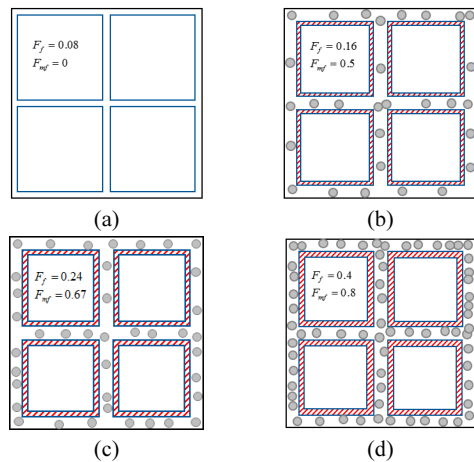 F_f = 0.08
F_mf = 0
(a)
F_f = 0.16
F_mf = 0.5
(b)
F_f = 0.24
F_mf = 0.67
(c)
F_f = 0.4
F_mf = 0.8
(d)